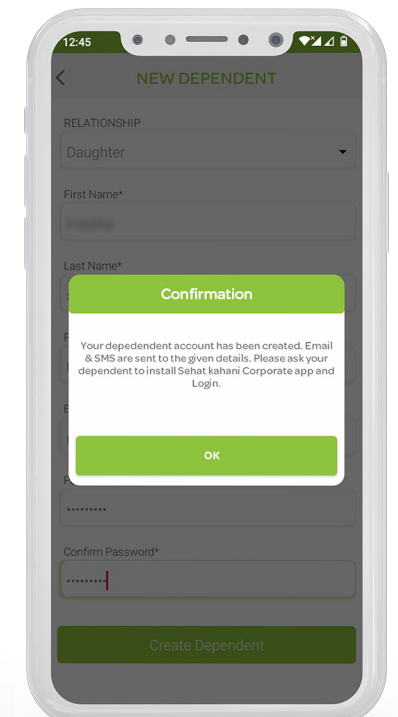 12:45
NEW DEPENDENT
RELATIONSHIP
Daughter
First Name*
Last Name*
Confirmation
Your depedendent account has been created. Email
& SMS are sent to the given details. Please ask your
dependent to install Sehat kahani Corporate app and
Login.
OK
Confirm Password*
Create Dependent